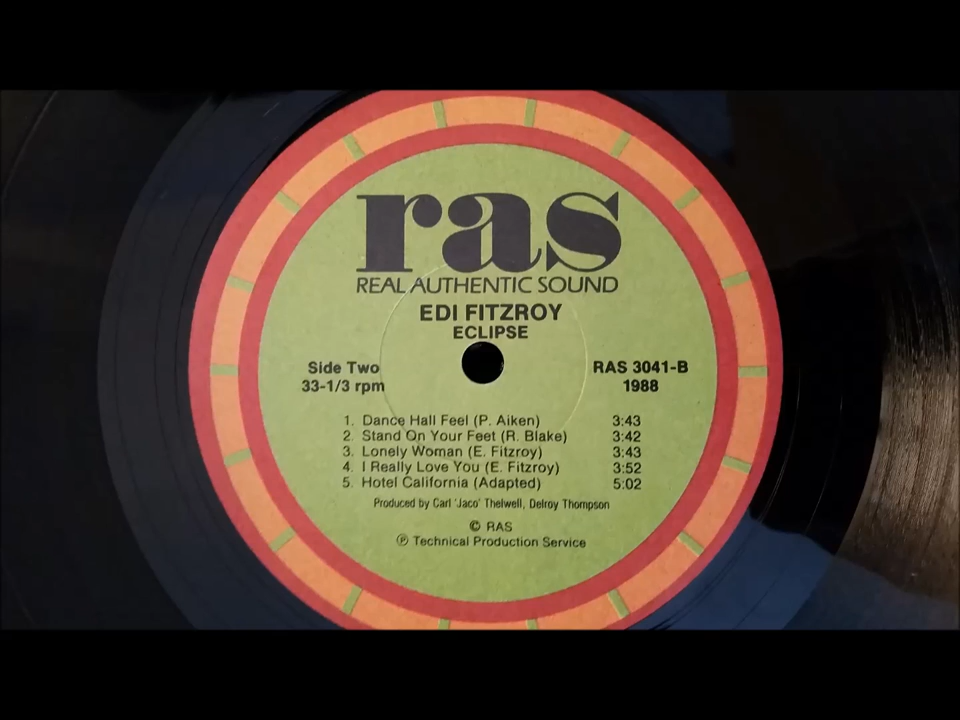 ras
REAL AUTHENTIC SOUND
EDI FITZROY
ECLIPSE
Side Two
33-1/3 rpm
RAS 3041-B
1988
1. Dance Hall Feel (P. Aiken) 3:43
2. Stand On Your Feet (R. Blake) 3:42
3. Lonely Woman (E. Fitzroy) 3:43
4. I Really Love You (E. Fitzroy) 3:52
5. Hotel California (Adapted) 5:02
Produced by Carl 'Jaco' Thelwell, Delroy Thompson
© RAS
℗ Technical Production Service